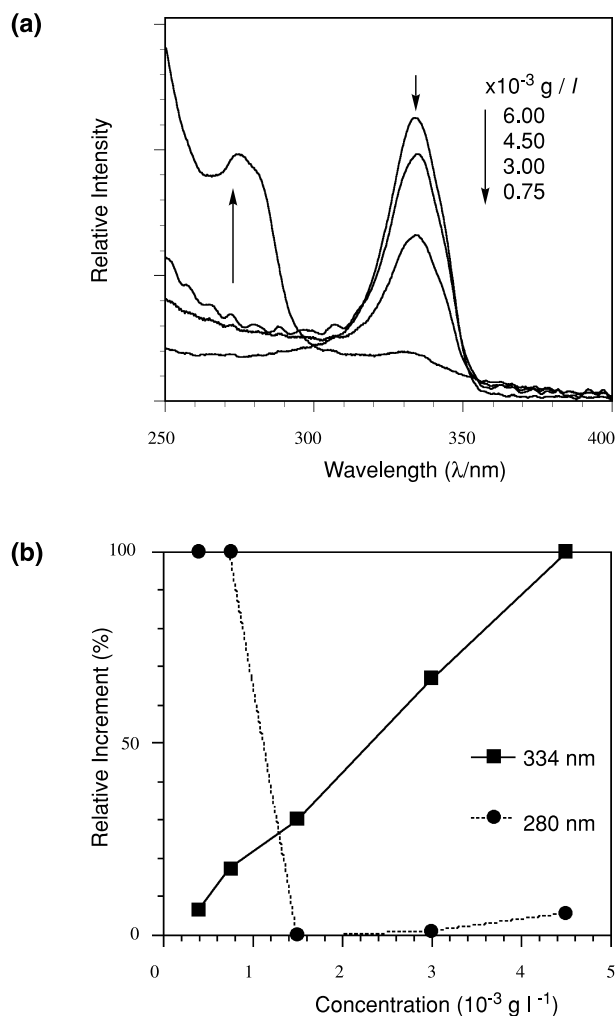 (a)
Relative Intensity
x10⁻³ g / l
6.00
4.50
3.00
0.75
250
300
350
400
Wavelength (λ/nm)
(b)
Relative Increment (%)
100
50
0
334 nm
280 nm
0
1
2
3
4
5
Concentration (10⁻³ g l⁻¹)